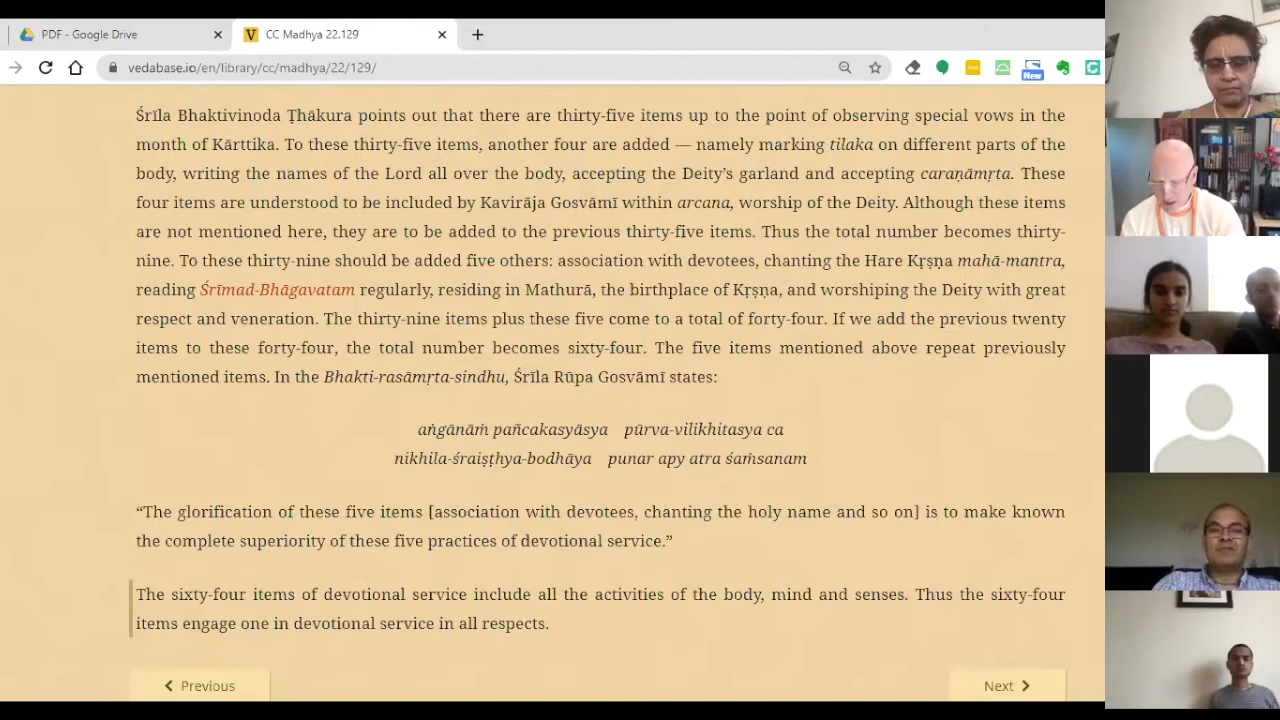 PDF - Google Drive
CC Madhya 22.129
vedabase.io/en/library/cc/madhya/22/129/
New
Śrīla Bhaktivinoda Ṭhākura points out that there are thirty-five items up to the point of observing special vows in the
month of Kārttika. To these thirty-five items, another four are added — namely marking tilaka on different parts of the
body, writing the names of the Lord all over the body, accepting the Deity’s garland and accepting caraṇāmṛta. These
four items are understood to be included by Kavirāja Gosvāmī within arcana, worship of the Deity. Although these items
are not mentioned here, they are to be added to the previous thirty-five items. Thus the total number becomes thirty-
nine. To these thirty-nine should be added five others: association with devotees, chanting the Hare Kṛṣṇa mahā-mantra,
reading Śrīmad-Bhāgavatam regularly, residing in Mathurā, the birthplace of Kṛṣṇa, and worshiping the Deity with great
respect and veneration. The thirty-nine items plus these five come to a total of forty-four. If we add the previous twenty
items to these forty-four, the total number becomes sixty-four. The five items mentioned above repeat previously
mentioned items. In the Bhakti-rasāmṛta-sindhu, Śrīla Rūpa Gosvāmī states:
aṅgānāṁ pañcakasyāsya pūrva-vilikhitasya ca
nikhila-śraiṣṭhya-bodhāya punar apy atra śaṁsanam
“The glorification of these five items [association with devotees, chanting the holy name and so on] is to make known
the complete superiority of these five practices of devotional service.”
The sixty-four items of devotional service include all the activities of the body, mind and senses. Thus the sixty-four
items engage one in devotional service in all respects.
Previous
Next